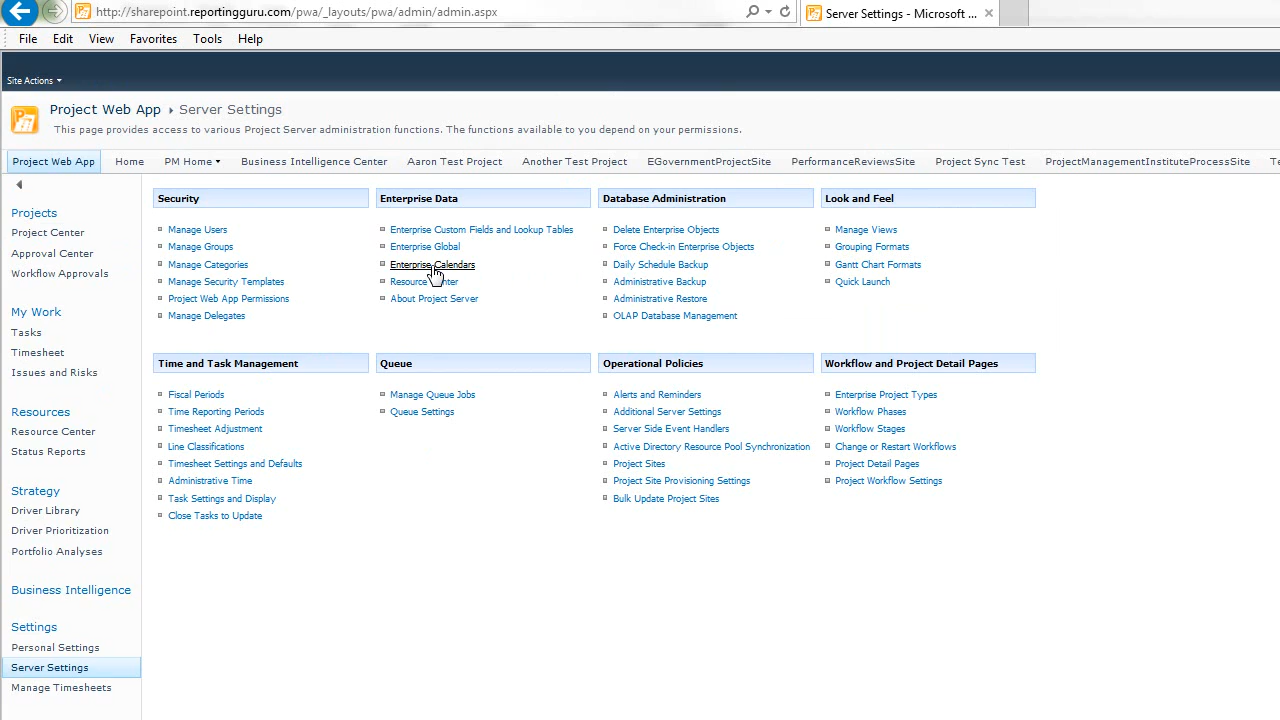 http://sharepoint.reportingguru.com/pwa/_layouts/pwa/admin/admin.aspx
Server Settings - Microsoft ...
File Edit View Favorites Tools Help
Site Actions
Project Web App Server Settings
This page provides access to various Project Server administration functions. The functions available to you depend on your permissions.
Project Web App Home PM Home Business Intelligence Center Aaron Test Project Another Test Project EGovernmentProjectSite PerformanceReviewsSite Project Sync Test ProjectManagementInstituteProcessSite
Projects
Project Center
Approval Center
Workflow Approvals
My Work
Tasks
Timesheet
Issues and Risks
Resources
Resource Center
Status Reports
Strategy
Driver Library
Driver Prioritization
Portfolio Analyses
Business Intelligence
Settings
Personal Settings
Server Settings
Manage Timesheets
Security
Manage Users
Manage Groups
Manage Categories
Manage Security Templates
Project Web App Permissions
Manage Delegates
Enterprise Data
Enterprise Custom Fields and Lookup Tables
Enterprise Global
Enterprise Calendars
Resource Center
About Project Server
Database Administration
Delete Enterprise Objects
Force Check-in Enterprise Objects
Daily Schedule Backup
Administrative Backup
Administrative Restore
OLAP Database Management
Look and Feel
Manage Views
Grouping Formats
Gantt Chart Formats
Quick Launch
Time and Task Management
Fiscal Periods
Time Reporting Periods
Timesheet Adjustment
Line Classifications
Timesheet Settings and Defaults
Administrative Time
Task Settings and Display
Close Tasks to Update
Queue
Manage Queue Jobs
Queue Settings
Operational Policies
Alerts and Reminders
Additional Server Settings
Server Side Event Handlers
Active Directory Resource Pool Synchronization
Project Sites
Project Site Provisioning Settings
Bulk Update Project Sites
Workflow and Project Detail Pages
Enterprise Project Types
Workflow Phases
Workflow Stages
Change or Restart Workflows
Project Detail Pages
Project Workflow Settings